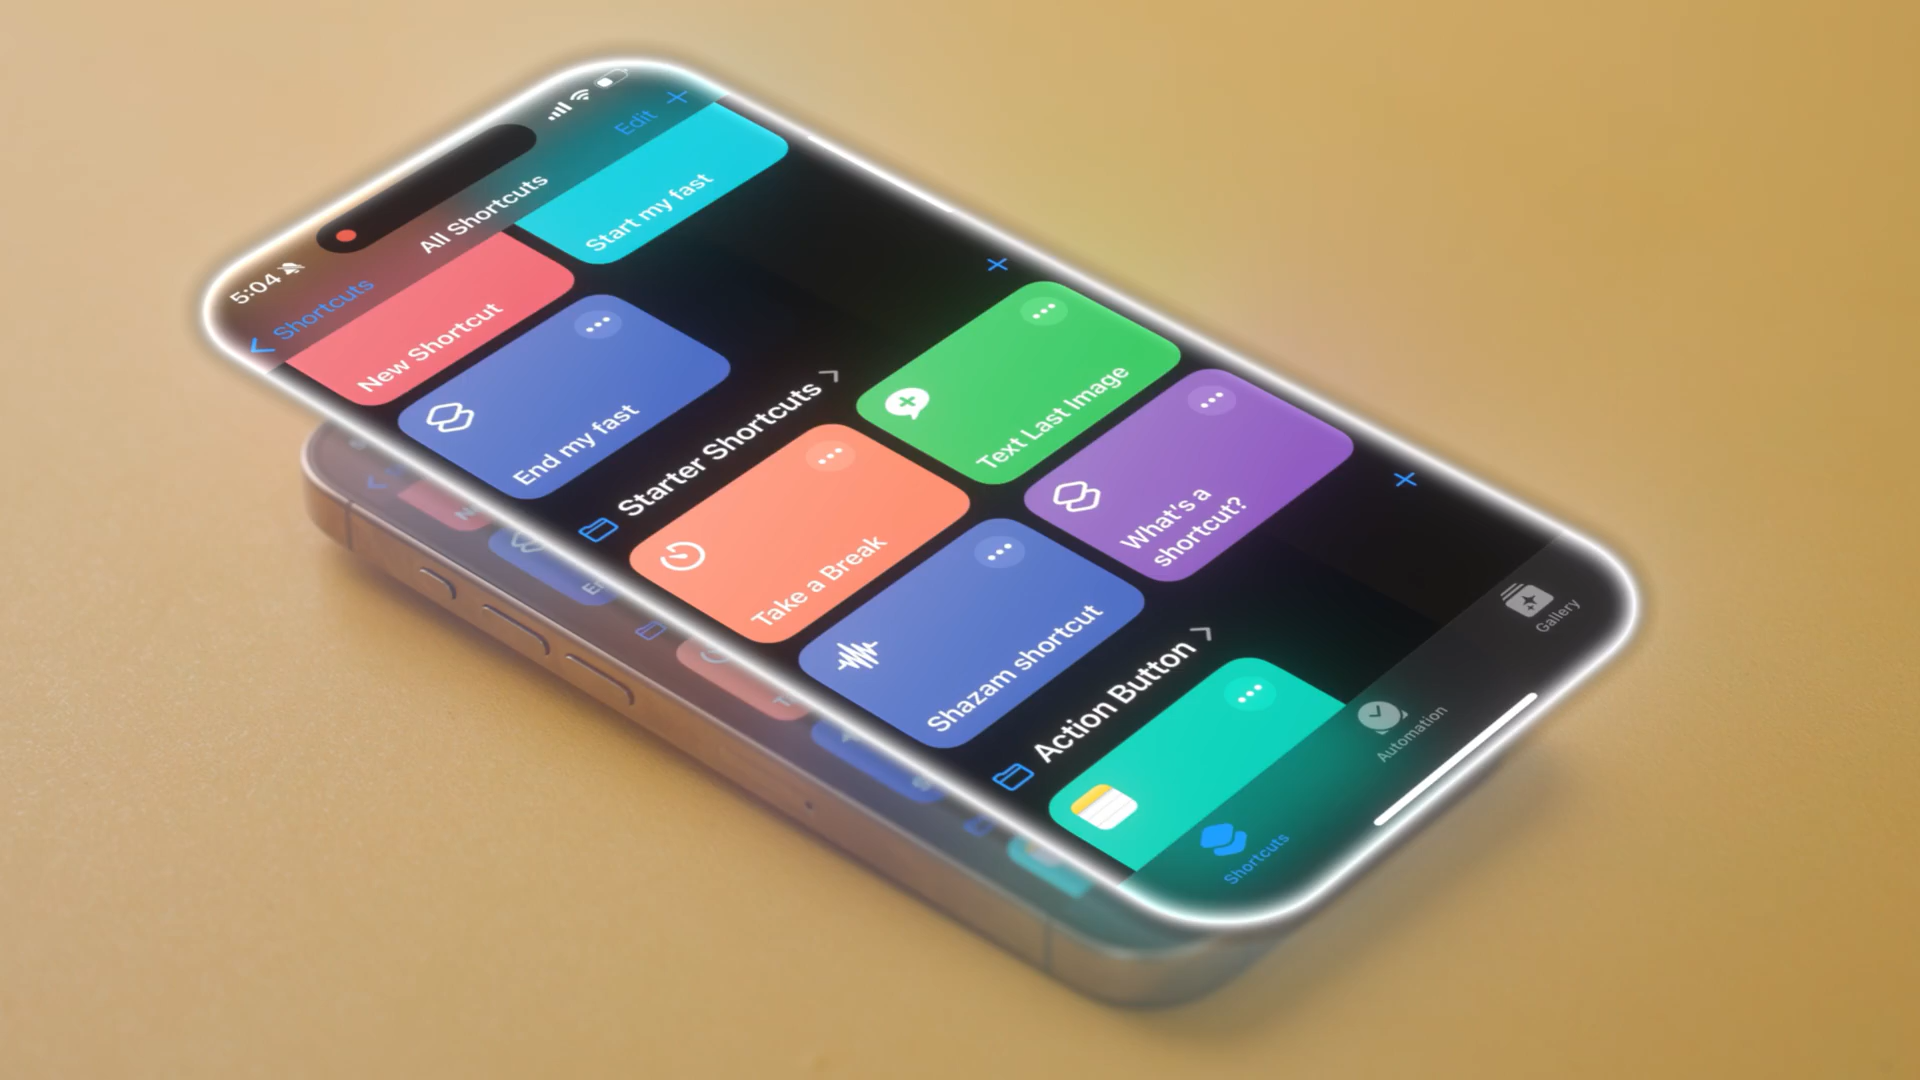 5:04
Shortcuts
All Shortcuts
Edit
New Shortcut
Start my fast
End my fast
Starter Shortcuts
Take a Break
Text Last Image
Shazam shortcut
What's a
shortcut?
Action Button
Shortcuts
Automation
Gallery